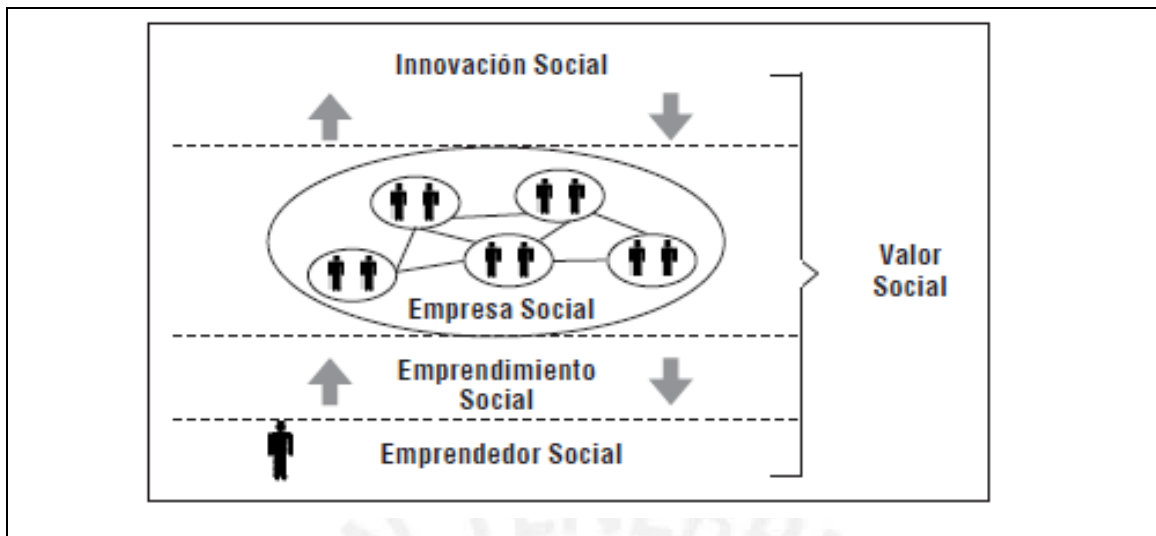 Innovación Social
Empresa Social
Valor
Social
Emprendimiento
Social
Emprendedor Social